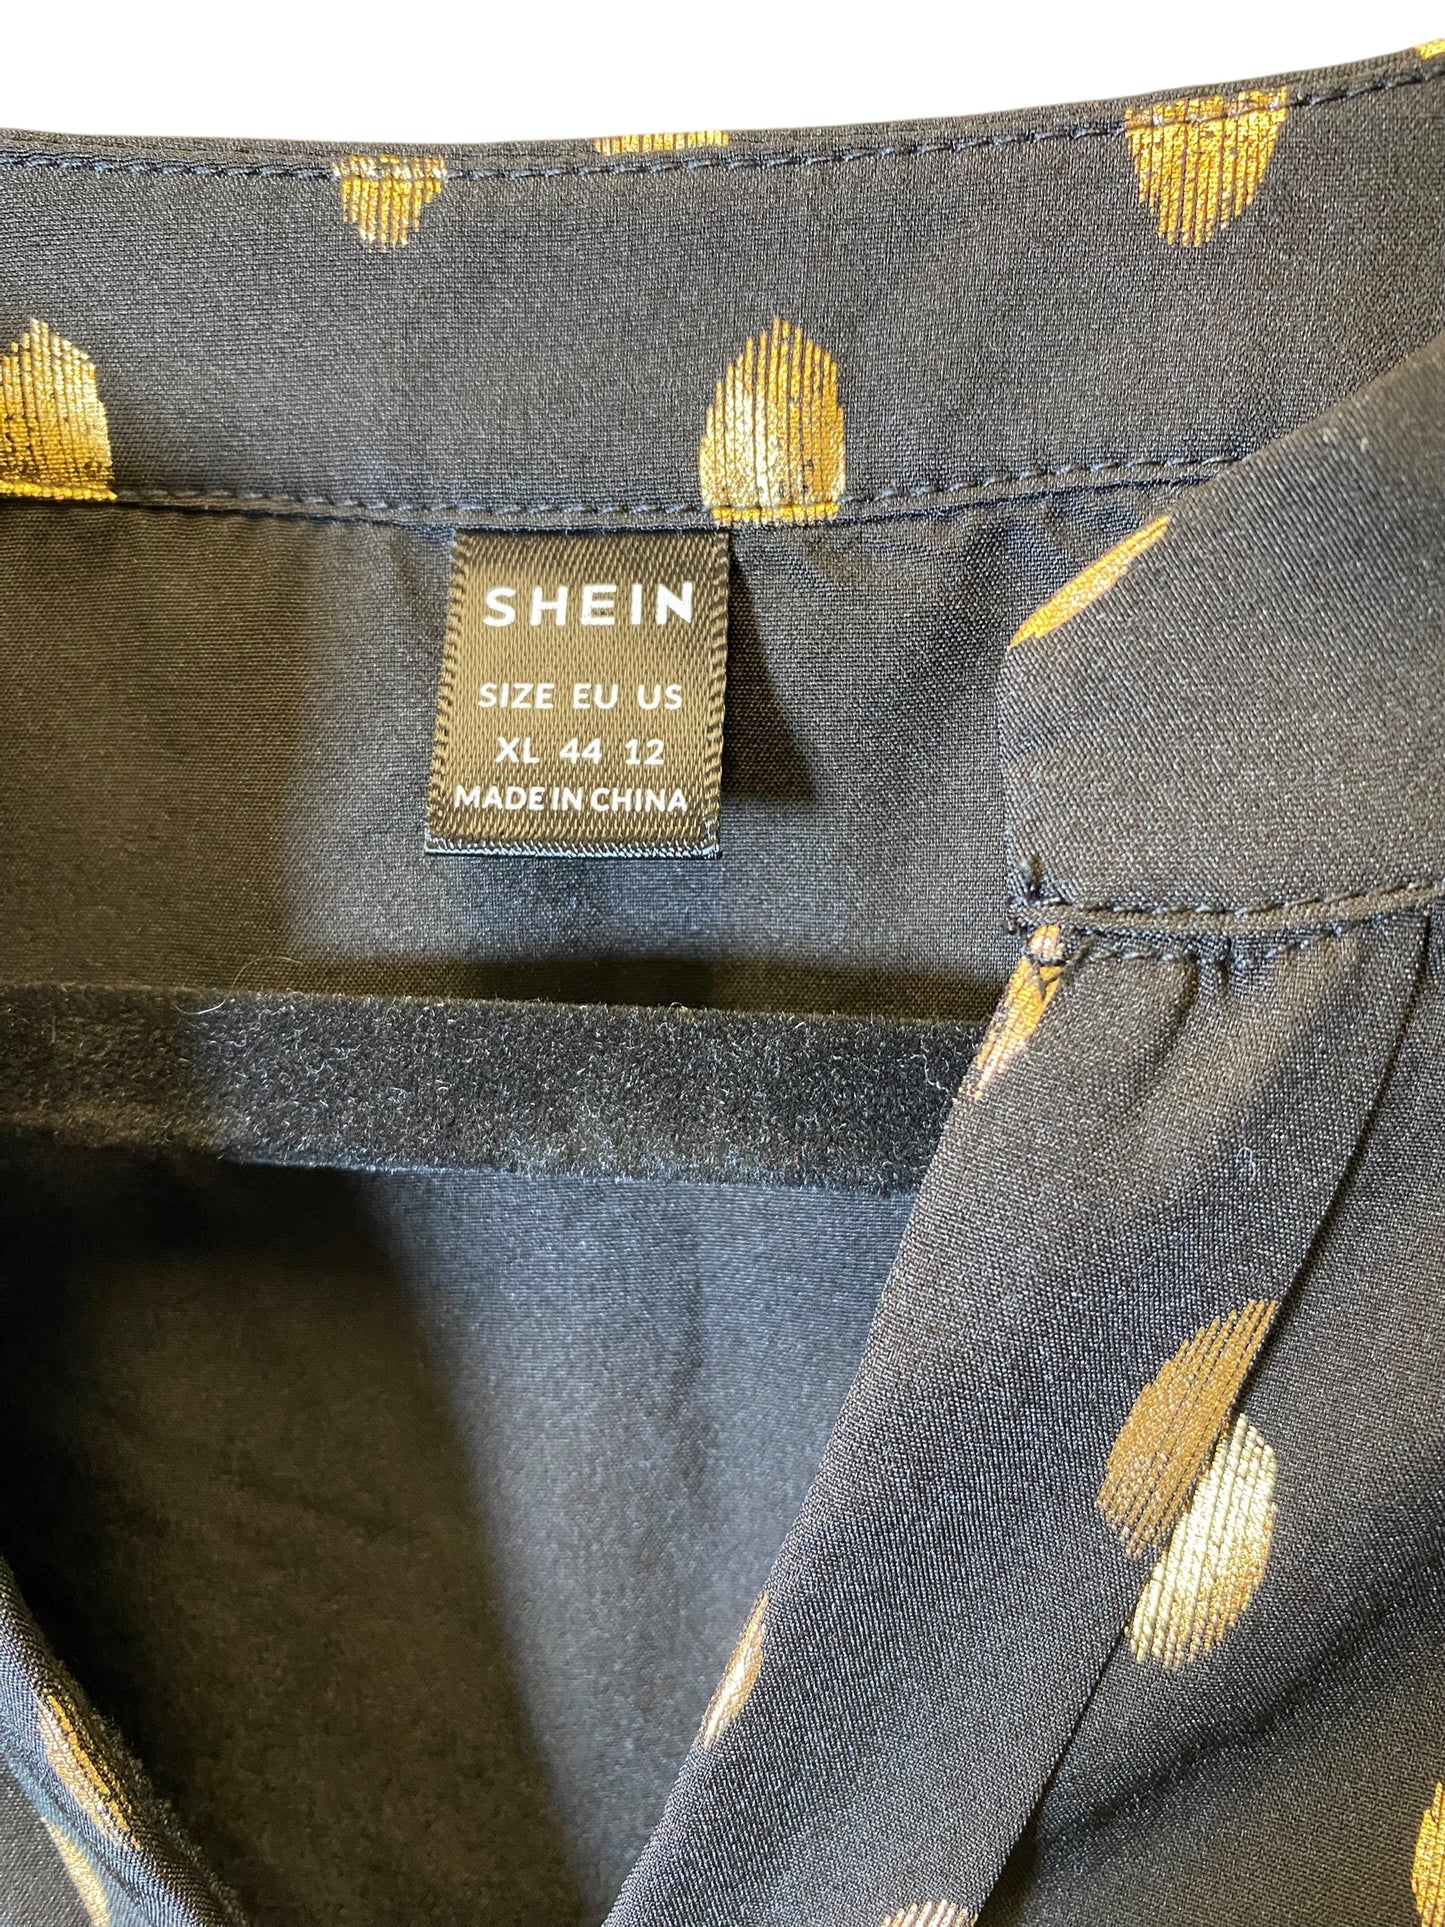 SHEIN
SIZE EU US
XL 44 12
MADE IN CHINA